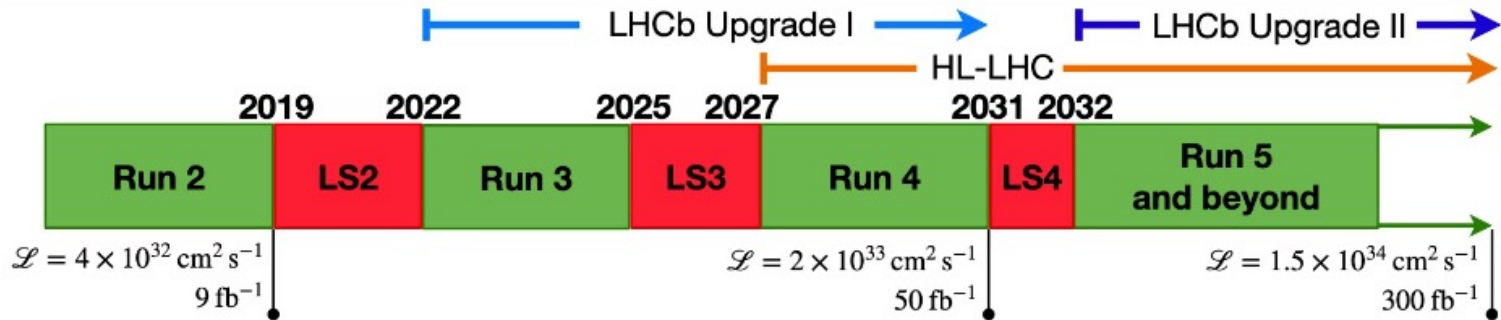 LHCb Upgrade I
LHCb Upgrade II
HL-LHC
2019 2022 2025 2027 2031 2032
Run 2 LS2 Run 3 LS3 Run 4 LS4 Run 5
and beyond
ℒ = 4 × 10³² cm² s⁻¹
9 fb⁻¹
ℒ = 2 × 10³³ cm² s⁻¹
50 fb⁻¹
ℒ = 1.5 × 10³⁴ cm² s⁻¹
300 fb⁻¹